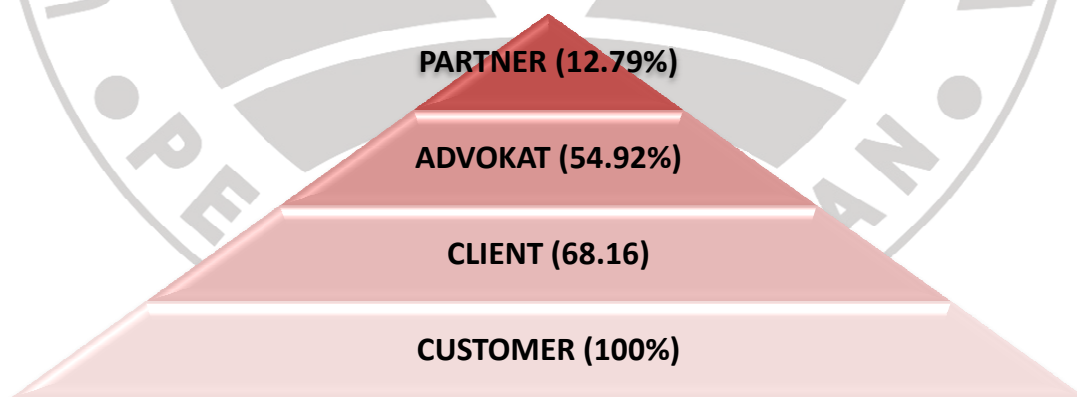 PARTNER (12.79%)
ADVOKAT (54.92%)
CLIENT (68.16)
CUSTOMER (100%)